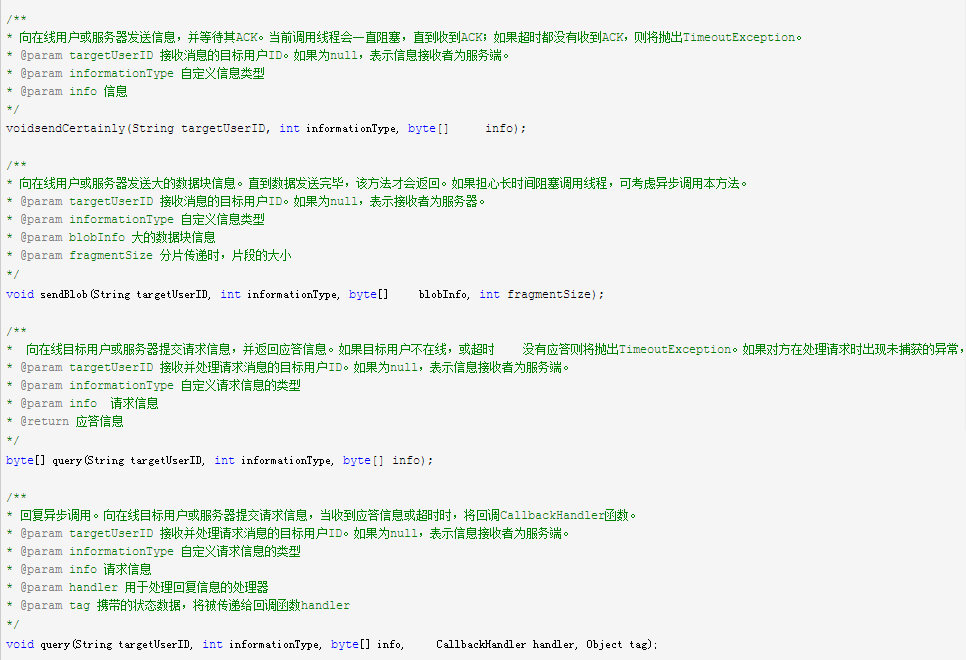 /**
* 向在线用户或服务器发送信息，并等待其ACK。当前调用线程会一直阻塞，直到收到ACK；如果超时都没有收到ACK，则将抛出TimeoutException。
* @param targetUserID 接收消息的目标用户ID。如果为null，表示信息接收者为服务端。
* @param informationType 自定义信息类型
* @param info 信息
*/
voidsendCertainly(String targetUserID, int informationType, byte[] info);
/**
* 向在线用户或服务器发送大的数据块信息。直到数据发送完毕，该方法才会返回。如果担心长时间阻塞调用线程，可考虑异步调用本方法。
* @param targetUserID 接收消息的目标用户ID。如果为null，表示接收者为服务器。
* @param informationType 自定义信息类型
* @param blobInfo 大的数据块信息
* @param fragmentSize 分片传递时，片段的大小
*/
void sendBlob(String targetUserID, int informationType, byte[] blobInfo, int fragmentSize);
/**
* 向在线目标用户或服务器提交请求信息，并返回应答信息。如果目标用户不在线，或超时 没有应答则将抛出TimeoutException。如果对方在处理请求时出现未捕获的异常，
* @param targetUserID 接收并处理请求消息的目标用户ID。如果为null，表示信息接收者为服务端。
* @param informationType 自定义请求信息的类型
* @param info 请求信息
* @return 应答信息
*/
byte[] query(String targetUserID, int informationType, byte[] info);
/**
* 回复异步调用。向在线目标用户或服务器提交请求信息，当收到应答信息或超时时，将回调CallbackHandler函数。
* @param targetUserID 接收并处理请求消息的目标用户ID。如果为null，表示信息接收者为服务端。
* @param informationType 自定义请求信息的类型
* @param info 请求信息
* @param handler 用于处理回复信息的处理器
* @param tag 携带的状态数据，将被传递给回调函数handler
*/
void query(String targetUserID, int informationType, byte[] info, CallbackHandler handler, Object tag);